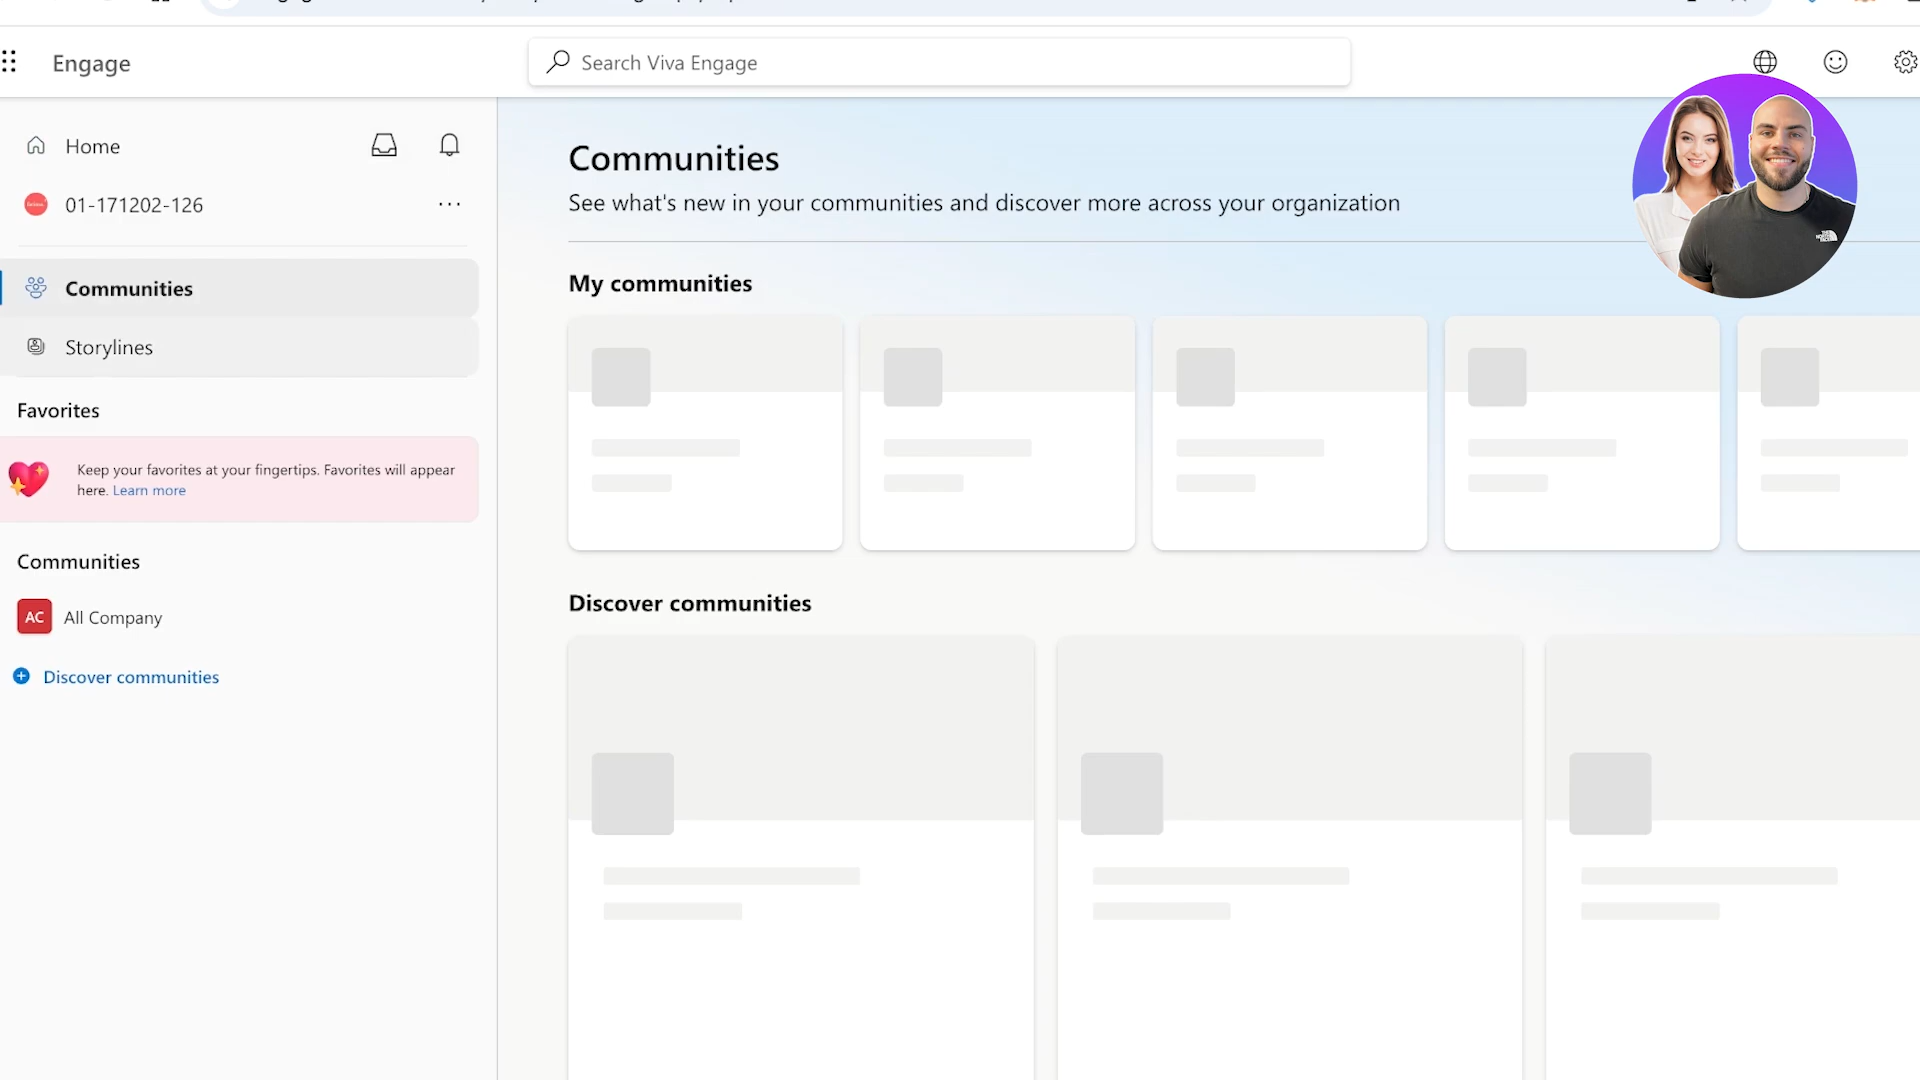 Engage
Search Viva Engage
Home
01-171202-126
Communities
Storylines
Favorites
Keep your favorites at your fingertips. Favorites will appear
here. Learn more
Communities
AC All Company
Discover communities
Communities
See what's new in your communities and discover more across your organization
My communities
Discover communities